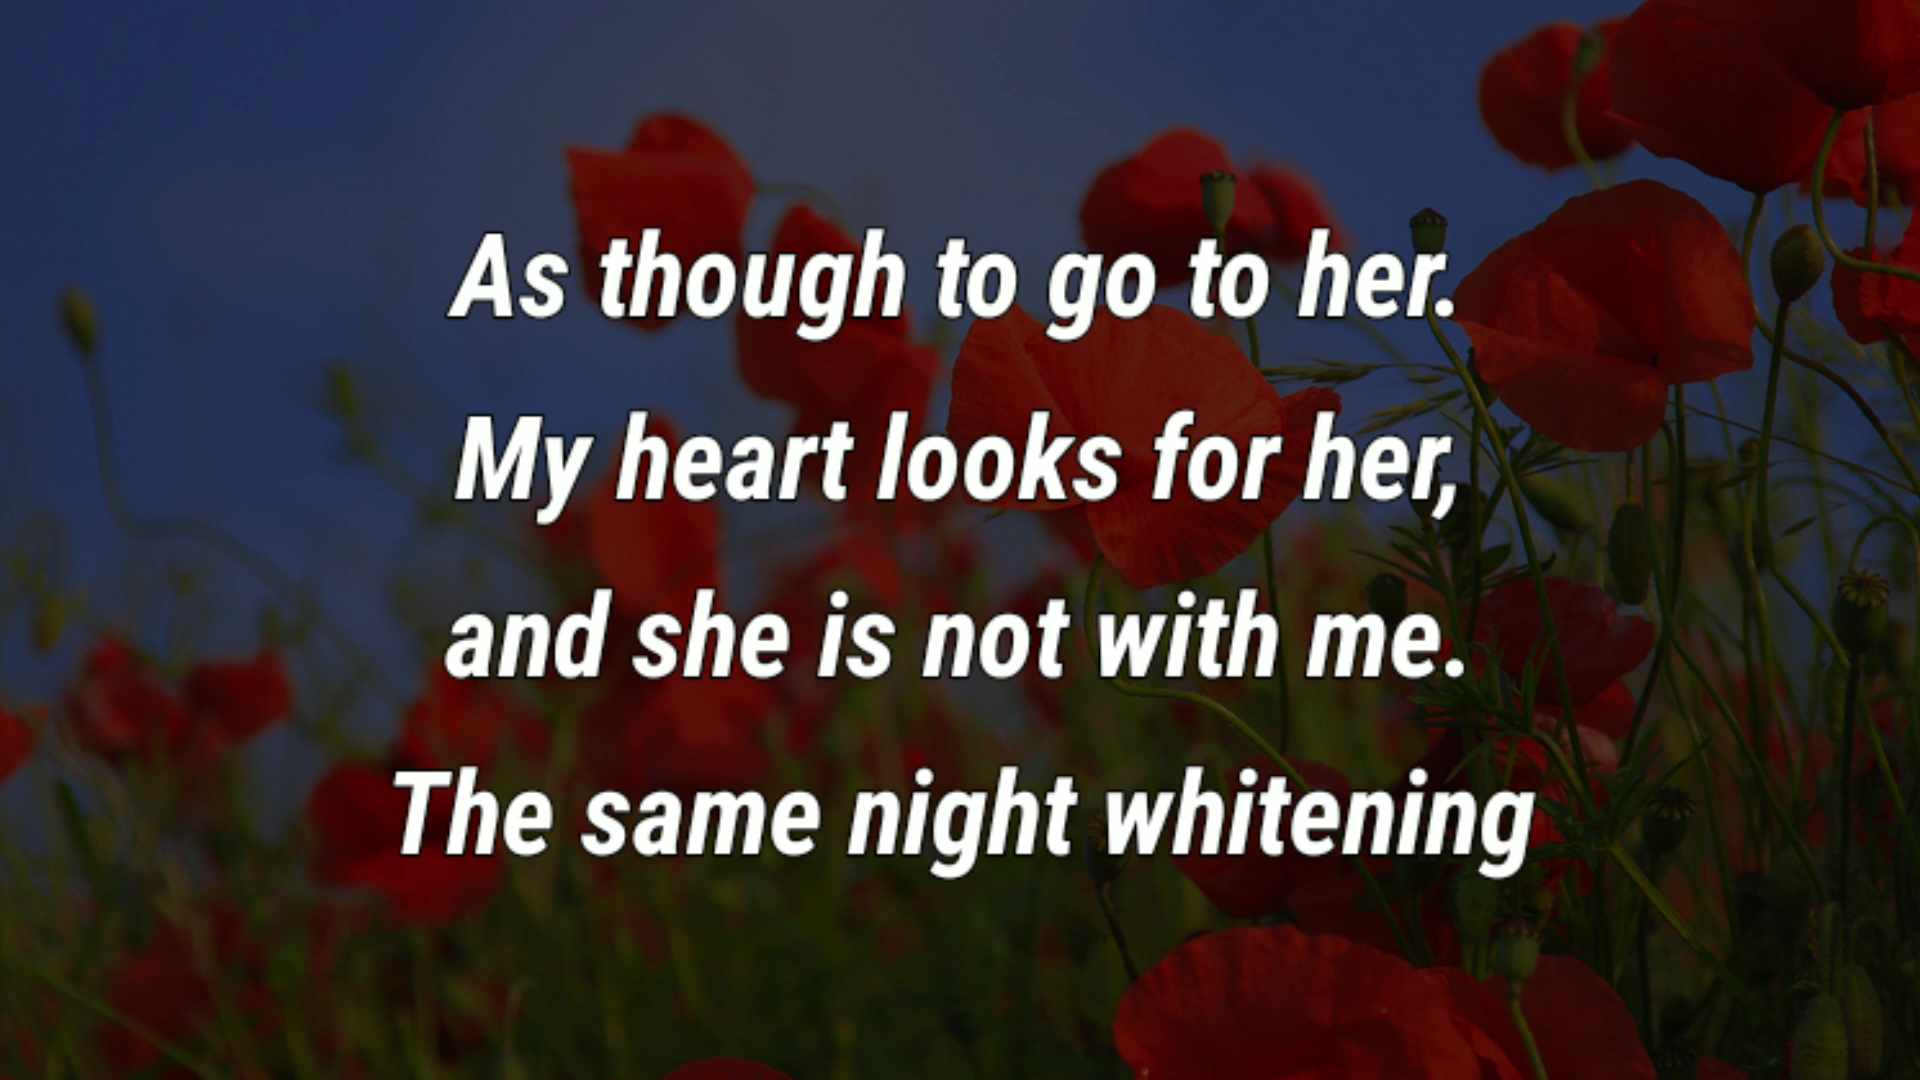 As though to go to her.
My heart looks for her,
and she is not with me.
The same night whitening